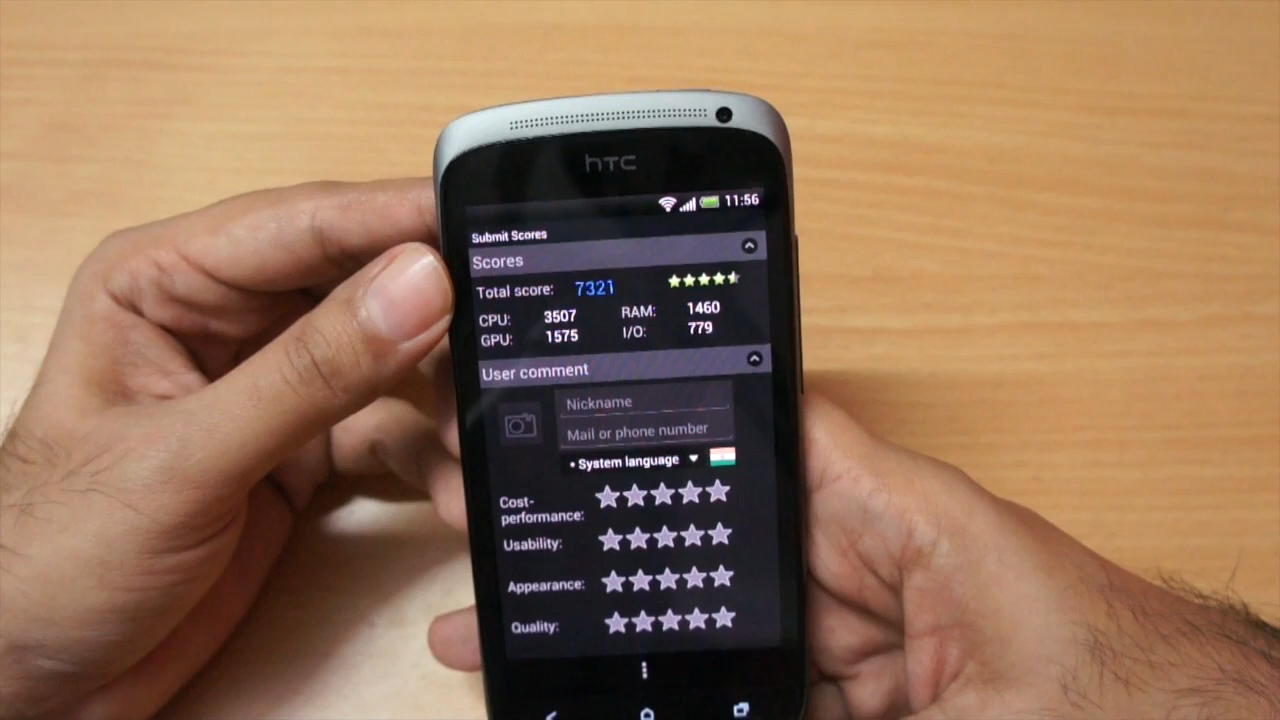 hTC
11:56
Submit Scores
Scores
Total score: 7321
CPU: 3507 RAM: 1460
GPU: 1575 I/O: 779
User comment
Nickname
Mail or phone number
• System language
Cost-
performance:
Usability:
Appearance:
Quality: